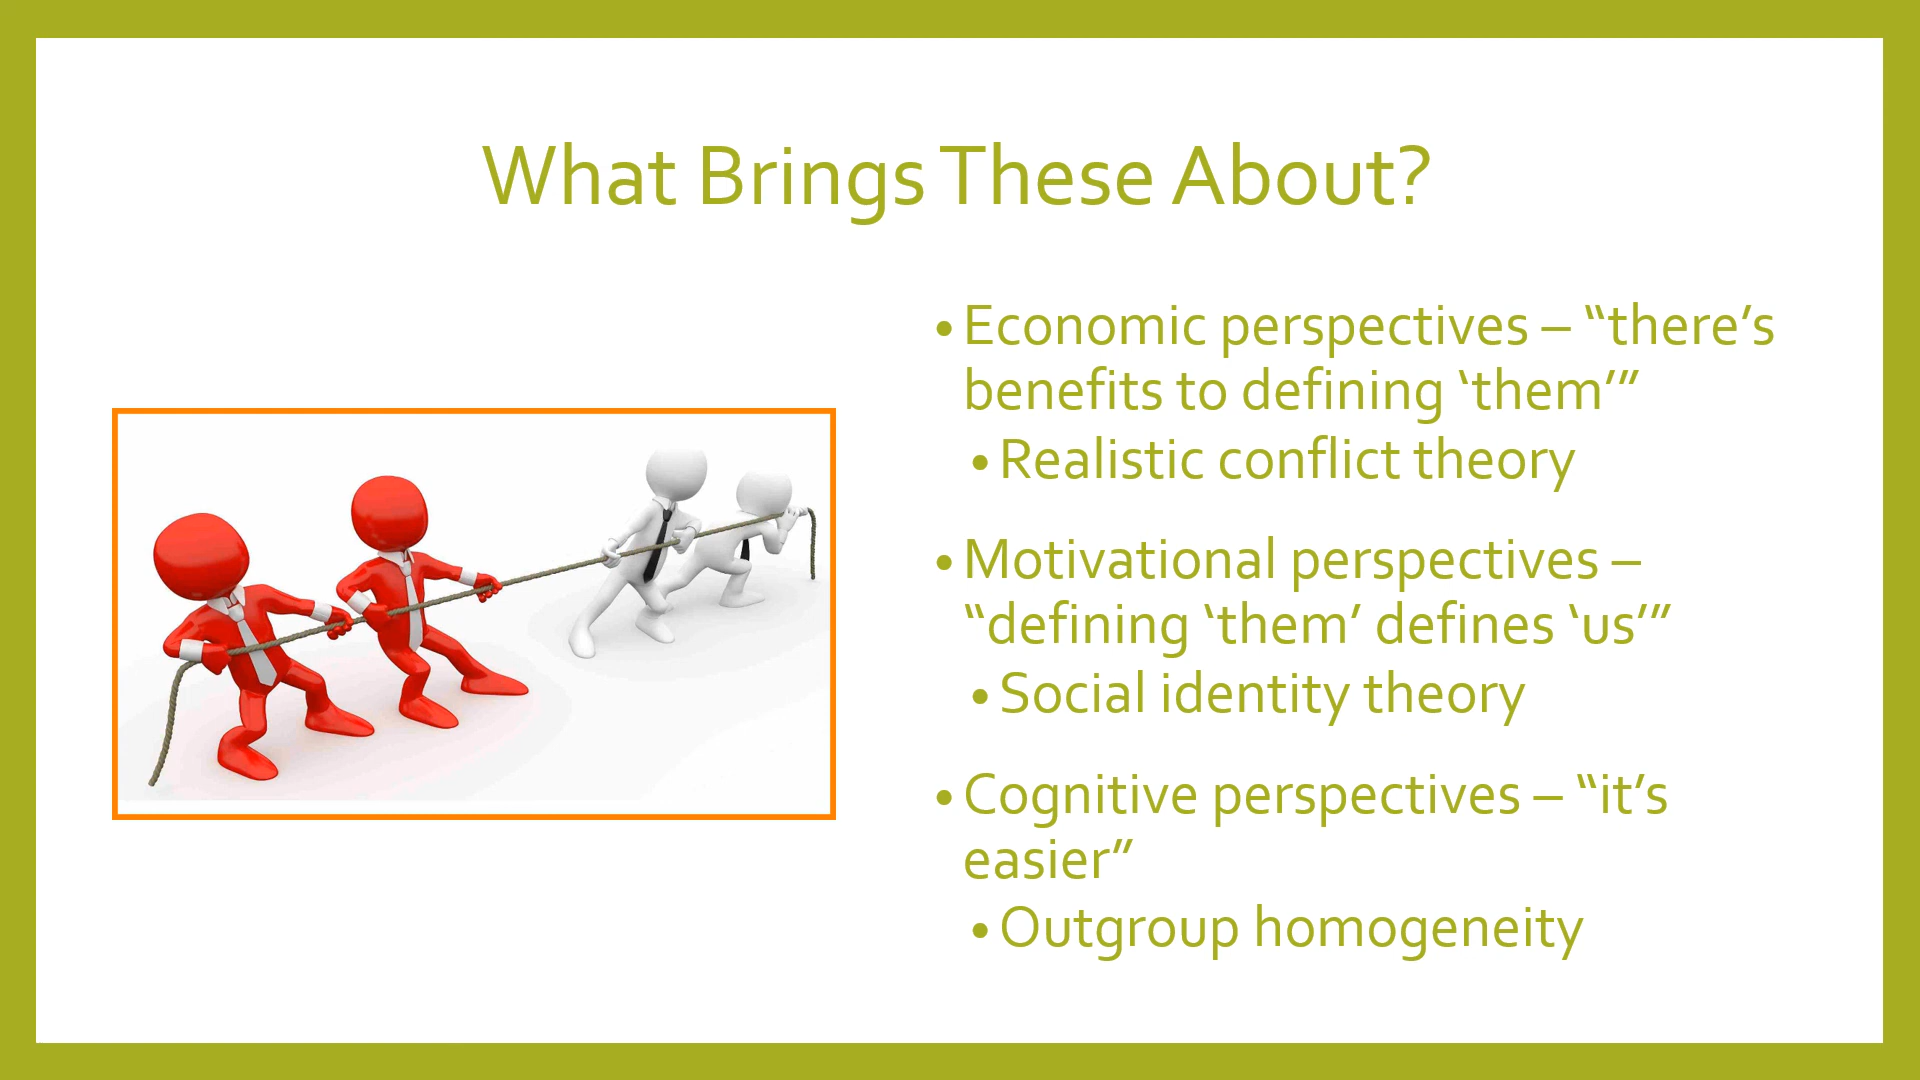 What Brings These About?
• Economic perspectives – “there’s
benefits to defining ‘them’”
• Realistic conflict theory
• Motivational perspectives –
“defining ‘them’ defines ‘us’”
• Social identity theory
• Cognitive perspectives – “it’s
easier”
• Outgroup homogeneity